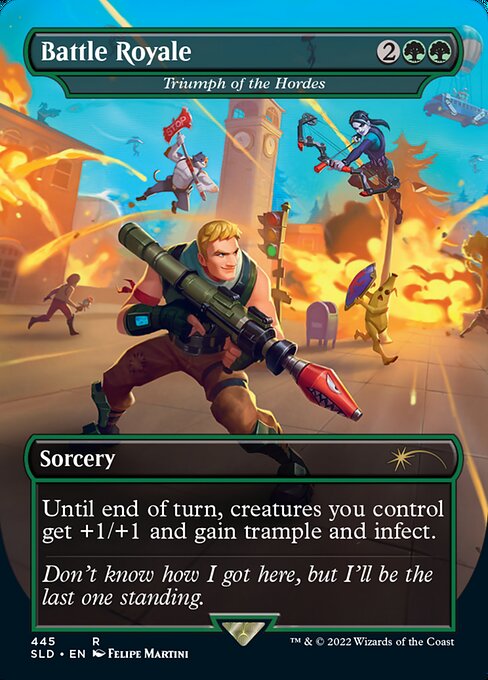 Battle Royale 2
Triumph of the Hordes
STOP
Sorcery
Until end of turn, creatures you control
get +1/+1 and gain trample and infect.
Don't know how I got here, but I'll be the
last one standing.
445 R
SLD • EN Felipe Martini
™ & © 2022 Wizards of the Coast